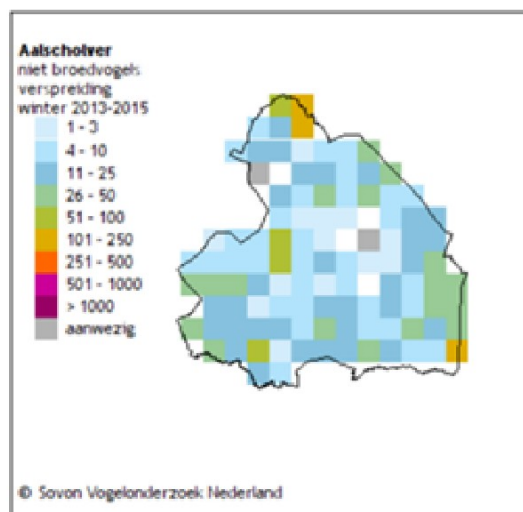 Aalscholver
niet broedvogels
verspreiding
winter 2013-2015
1 - 3
4 - 10
11 - 25
26 - 50
51 - 100
101 - 250
251 - 500
501 - 1000
> 1000
aanwezig
© Sovon Vogelonderzoek Nederland